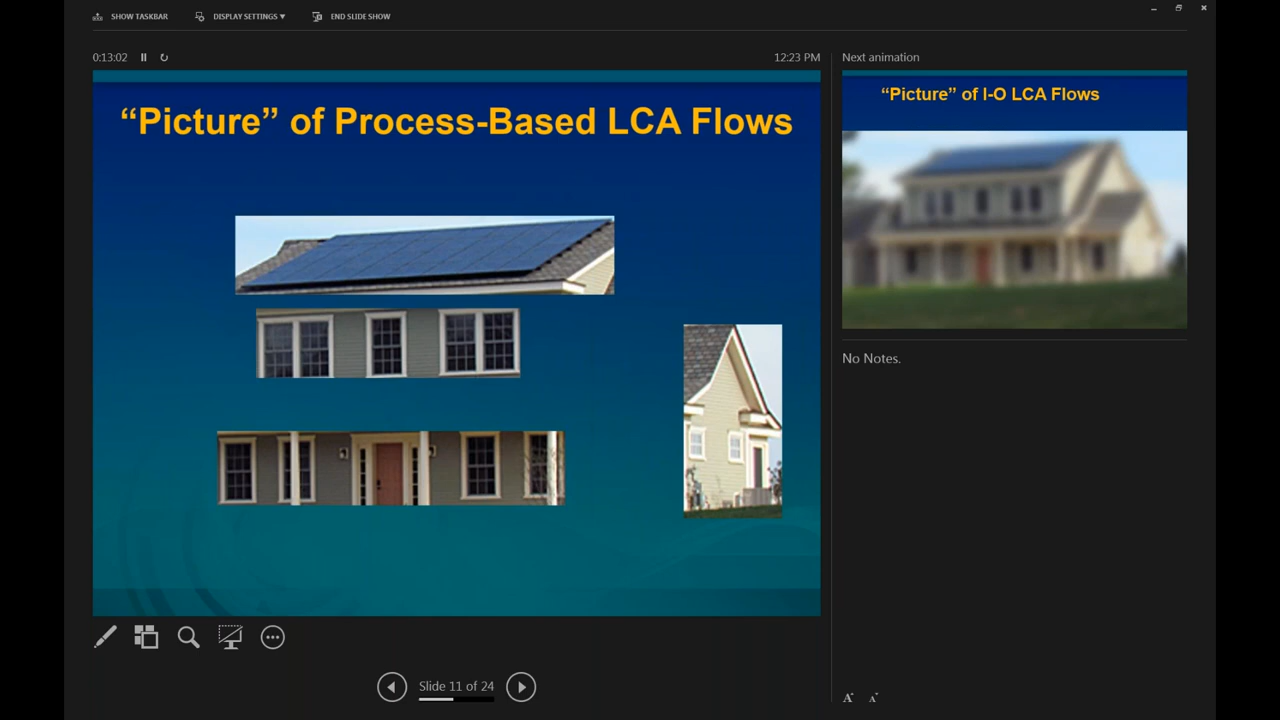 SHOW TASKBAR
DISPLAY SETTINGS ▼
END SLIDE SHOW
0:13:02
12:23 PM
Next animation
“Picture” of Process-Based LCA Flows
“Picture” of I-O LCA Flows
No Notes.
Slide 11 of 24
A A